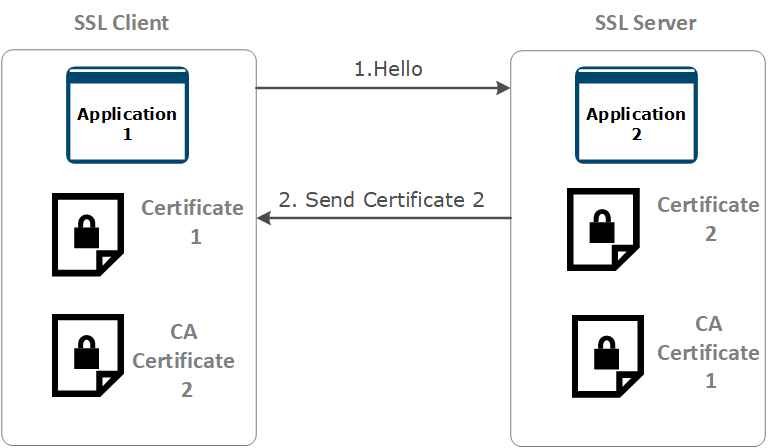 SSL Client
SSL Server
1.Hello
Application
1
Application
2
2. Send Certificate 2
Certificate
1
Certificate
2
CA
Certificate
2
CA
Certificate
1